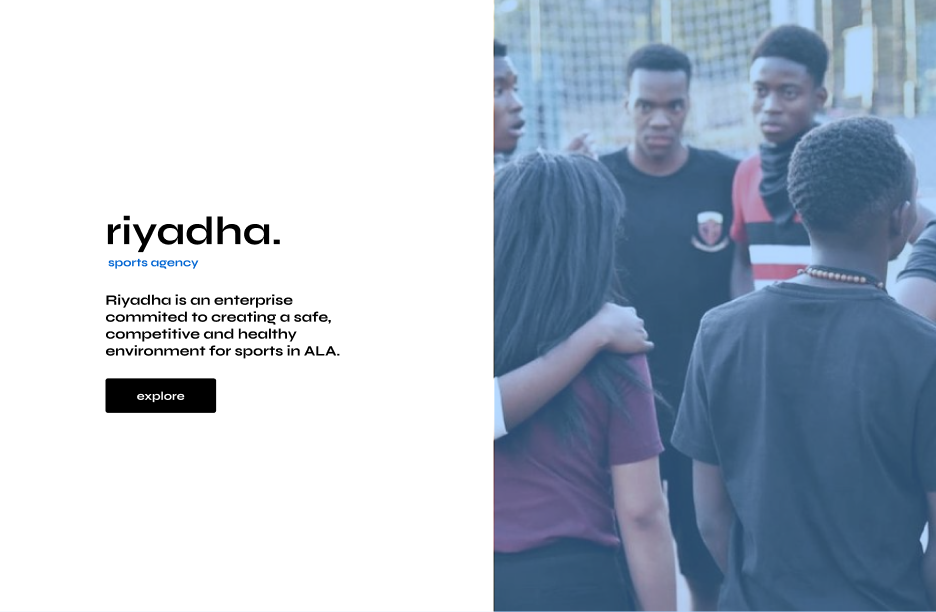 riyadha.
sports agency
Riyadha is an enterprise
commited to creating a safe,
competitive and healthy
environment for sports in ALA.
explore